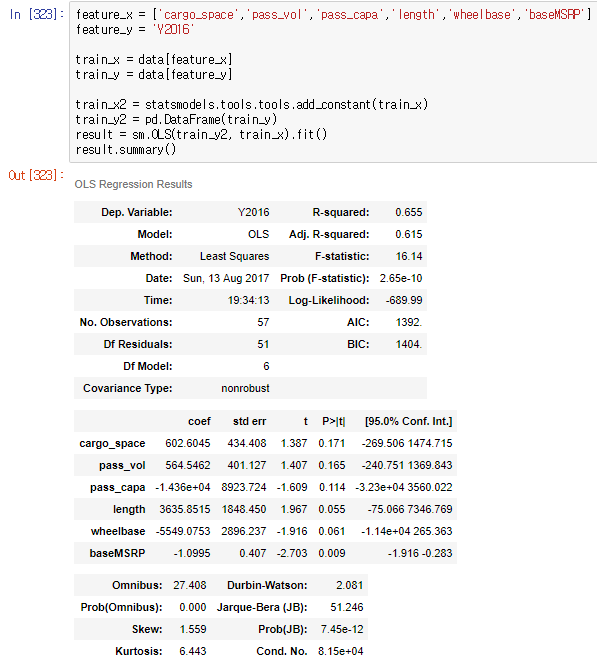 In [323]: feature_x = ['cargo_space','pass_vol','pass_capa','length','wheelbase','baseMSRP']
feature_y = 'Y2016'
train_x = data[feature_x]
train_y = data[feature_y]
train_x2 = statsmodels.tools.tools.add_constant(train_x)
train_y2 = pd.DataFrame(train_y)
result = sm.OLS(train_y2, train_x).fit()
result.summary()
Out[323]: OLS Regression Results
Dep. Variable: Y2016 R-squared: 0.655
Model: OLS Adj. R-squared: 0.615
Method: Least Squares F-statistic: 16.14
Date: Sun, 13 Aug 2017 Prob (F-statistic): 2.65e-10
Time: 19:34:13 Log-Likelihood: -689.99
No. Observations: 57 AIC: 1392.
Df Residuals: 51 BIC: 1404.
Df Model: 6
Covariance Type: nonrobust
coef std err t P>|t| [95.0% Conf. Int.]
cargo_space 602.6045 434.408 1.387 0.171 -269.506 1474.715
pass_vol 564.5462 401.127 1.407 0.165 -240.751 1369.843
pass_capa -1.436e+04 8923.724 -1.609 0.114 -3.23e+04 3560.022
length 3635.8515 1848.450 1.967 0.055 -75.066 7346.769
wheelbase -5549.0753 2896.237 -1.916 0.061 -1.14e+04 265.363
baseMSRP -1.0995 0.407 -2.703 0.009 -1.916 -0.283
Omnibus: 27.408 Durbin-Watson: 2.081
Prob(Omnibus): 0.000 Jarque-Bera (JB): 51.246
Skew: 1.559 Prob(JB): 7.45e-12
Kurtosis: 6.443 Cond. No. 8.15e+04